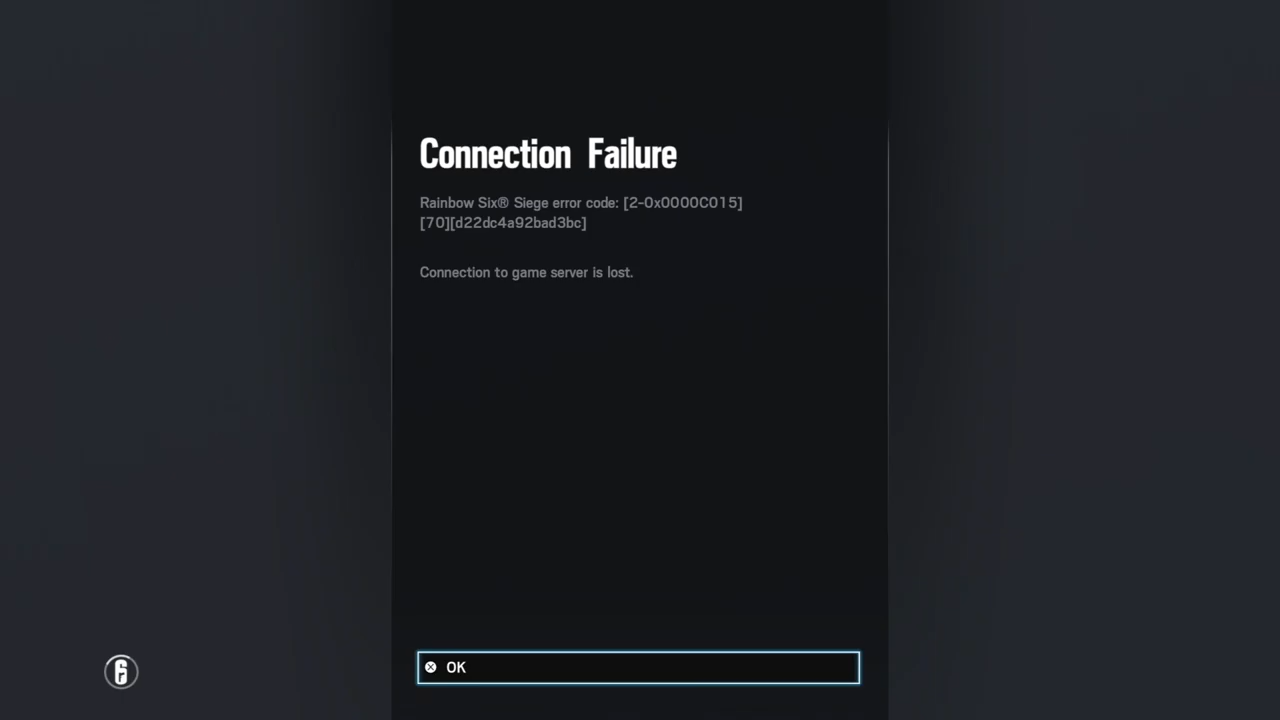 Connection Failure
Rainbow Six® Siege error code: [2-0x0000C015]
[70][d22dc4a92bad3bc]
Connection to game server is lost.
OK